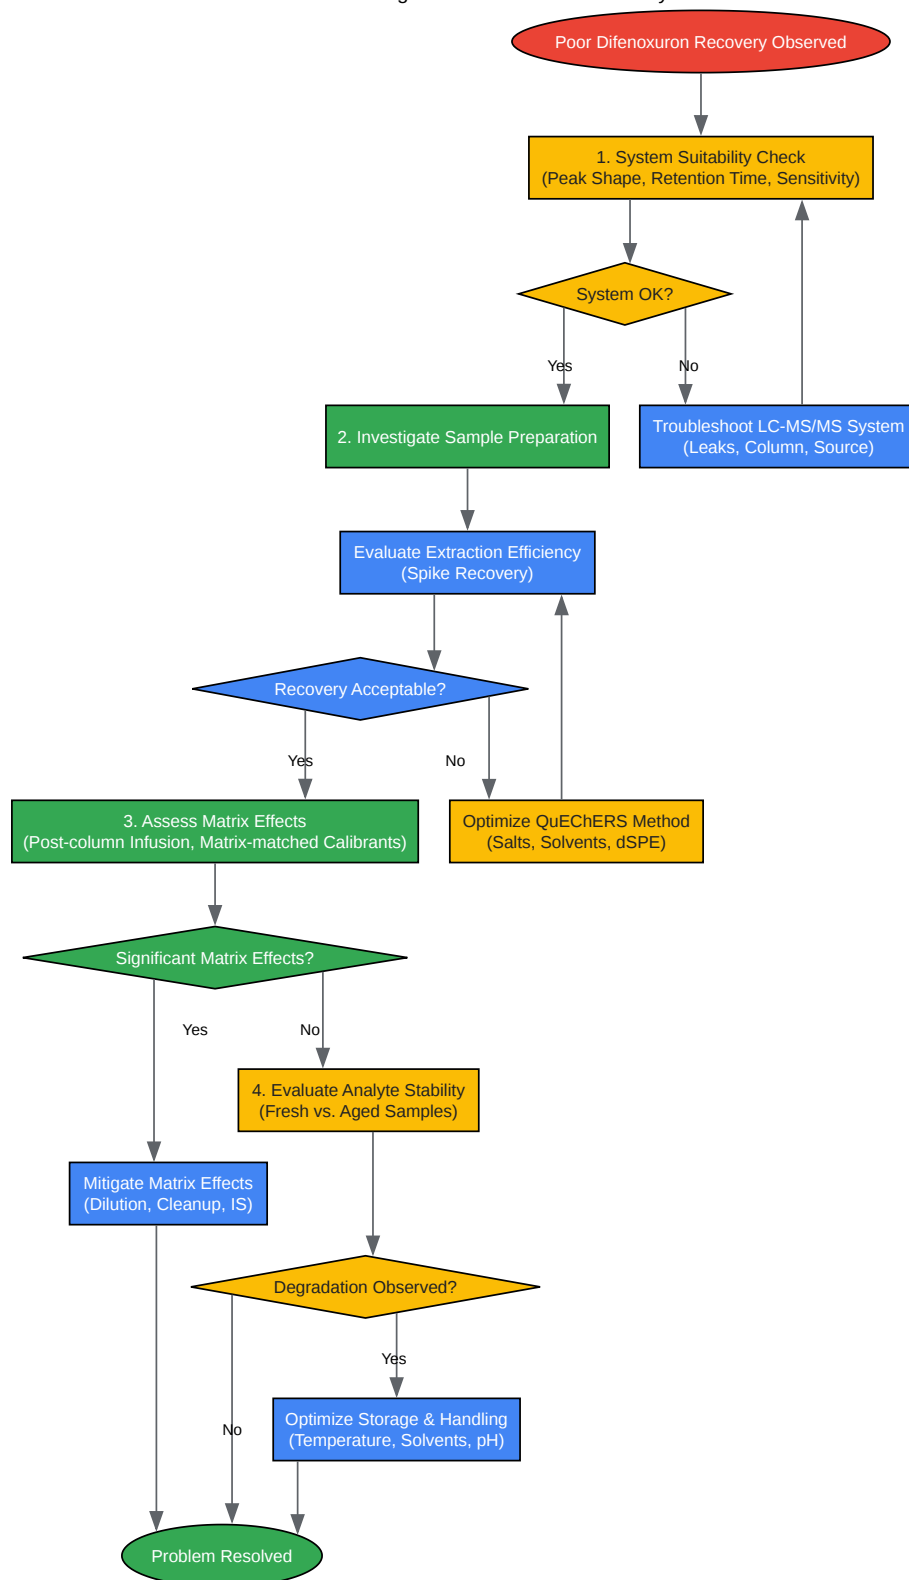 Poor Difenoxuron Recovery Observed
1. System Suitability Check
(Peak Shape, Retention Time, Sensitivity)
System OK?
Yes
No
2. Investigate Sample Preparation
Troubleshoot LC-MS/MS System
(Leaks, Column, Source)
Evaluate Extraction Efficiency
(Spike Recovery)
Recovery Acceptable?
Yes
No
3. Assess Matrix Effects
(Post-column Infusion, Matrix-matched Calibrants)
Optimize QuEChERS Method
(Salts, Solvents, dSPE)
Significant Matrix Effects?
Yes
No
4. Evaluate Analyte Stability
(Fresh vs. Aged Samples)
Mitigate Matrix Effects
(Dilution, Cleanup, IS)
Degradation Observed?
Yes
No
Optimize Storage & Handling
(Temperature, Solvents, pH)
Problem Resolved